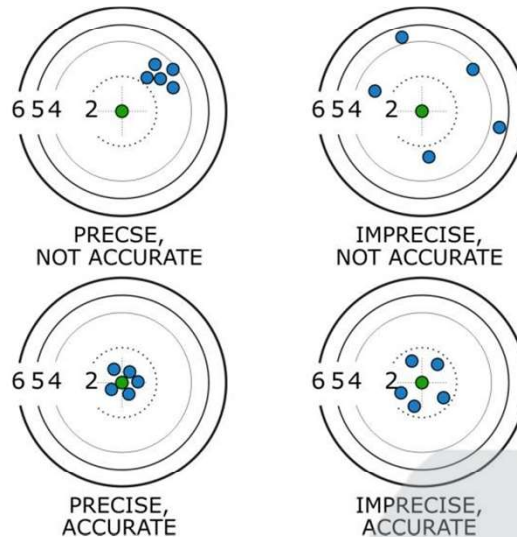 6 5 4 2
6 5 4 2
PRECSE,
NOT ACCURATE
IMPRECISE,
NOT ACCURATE
6 5 4 2
6 5 4 2
PRECISE,
ACCURATE
IMPRECISE,
ACCURATE